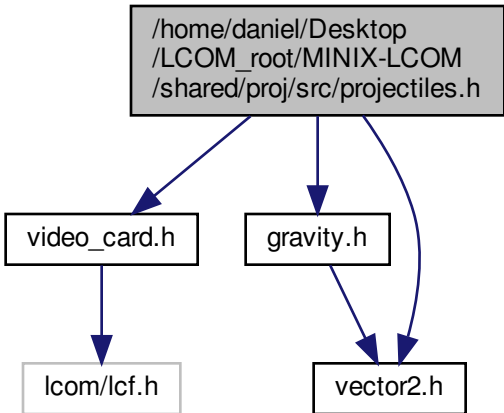 /home/daniel/Desktop
/LCOM_root/MINIX-LCOM
/shared/proj/src/projectiles.h
video_card.h
gravity.h
lcom/lcf.h
vector2.h